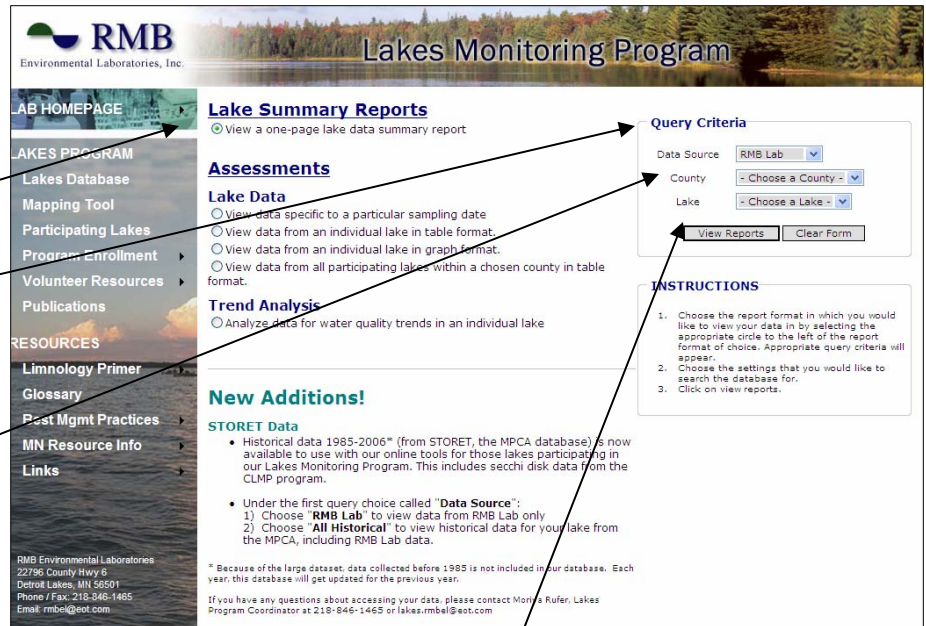 RMB
Environmental Laboratories, Inc.
Lakes Monitoring Program
LAB HOMEPAGE
LAKES PROGRAM
Lakes Database
Mapping Tool
Participating Lakes
Program Enrollment
Volunteer Resources
Publications
RESOURCES
Limnology Primer
Glossary
Best Mgmt Practices
MN Resource Info
Links
RMB Environmental Laboratories
22796 County Hwy 6
Detroit Lakes, MN 56501
Phone / Fax: 218-846-1465
Email: rmbel@eot.com
Lake Summary Reports
View a one-page lake data summary report
Assessments
Lake Data
View data specific to a particular sampling date
View data from an individual lake in table format.
View data from an individual lake in graph format.
View data from all participating lakes within a chosen county in table
format.
Trend Analysis
Analyze data for water quality trends in an individual lake
New Additions!
STORET Data
• Historical data 1985-2006* (from STORET, the MPCA database) is now
available to use with our online tools for those lakes participating in
our Lakes Monitoring Program. This includes secchi disk data from the
CLMP program.
• Under the first query choice called "Data Source":
1) Choose "RMB Lab" to view data from RMB Lab only
2) Choose "All Historical" to view historical data for your lake from
the MPCA, including RMB Lab data.
* Because of the large dataset, data collected before 1985 is not included in our database. Each
year, this database will get updated for the previous year.
If you have any questions about accessing your data, please contact Moriya Rufer, Lakes
Program Coordinator at 218-846-1465 or lakes.rmbel@eot.com
Query Criteria
Data Source RMB Lab
County - Choose a County -
Lake - Choose a Lake -
View Reports Clear Form
INSTRUCTIONS
1. Choose the report format in which you would
like to view your data in by selecting the
appropriate circle to the left of the report
format of choice. Appropriate query criteria will
appear.
2. Choose the settings that you would like to
search the database for.
3. Click on view reports.